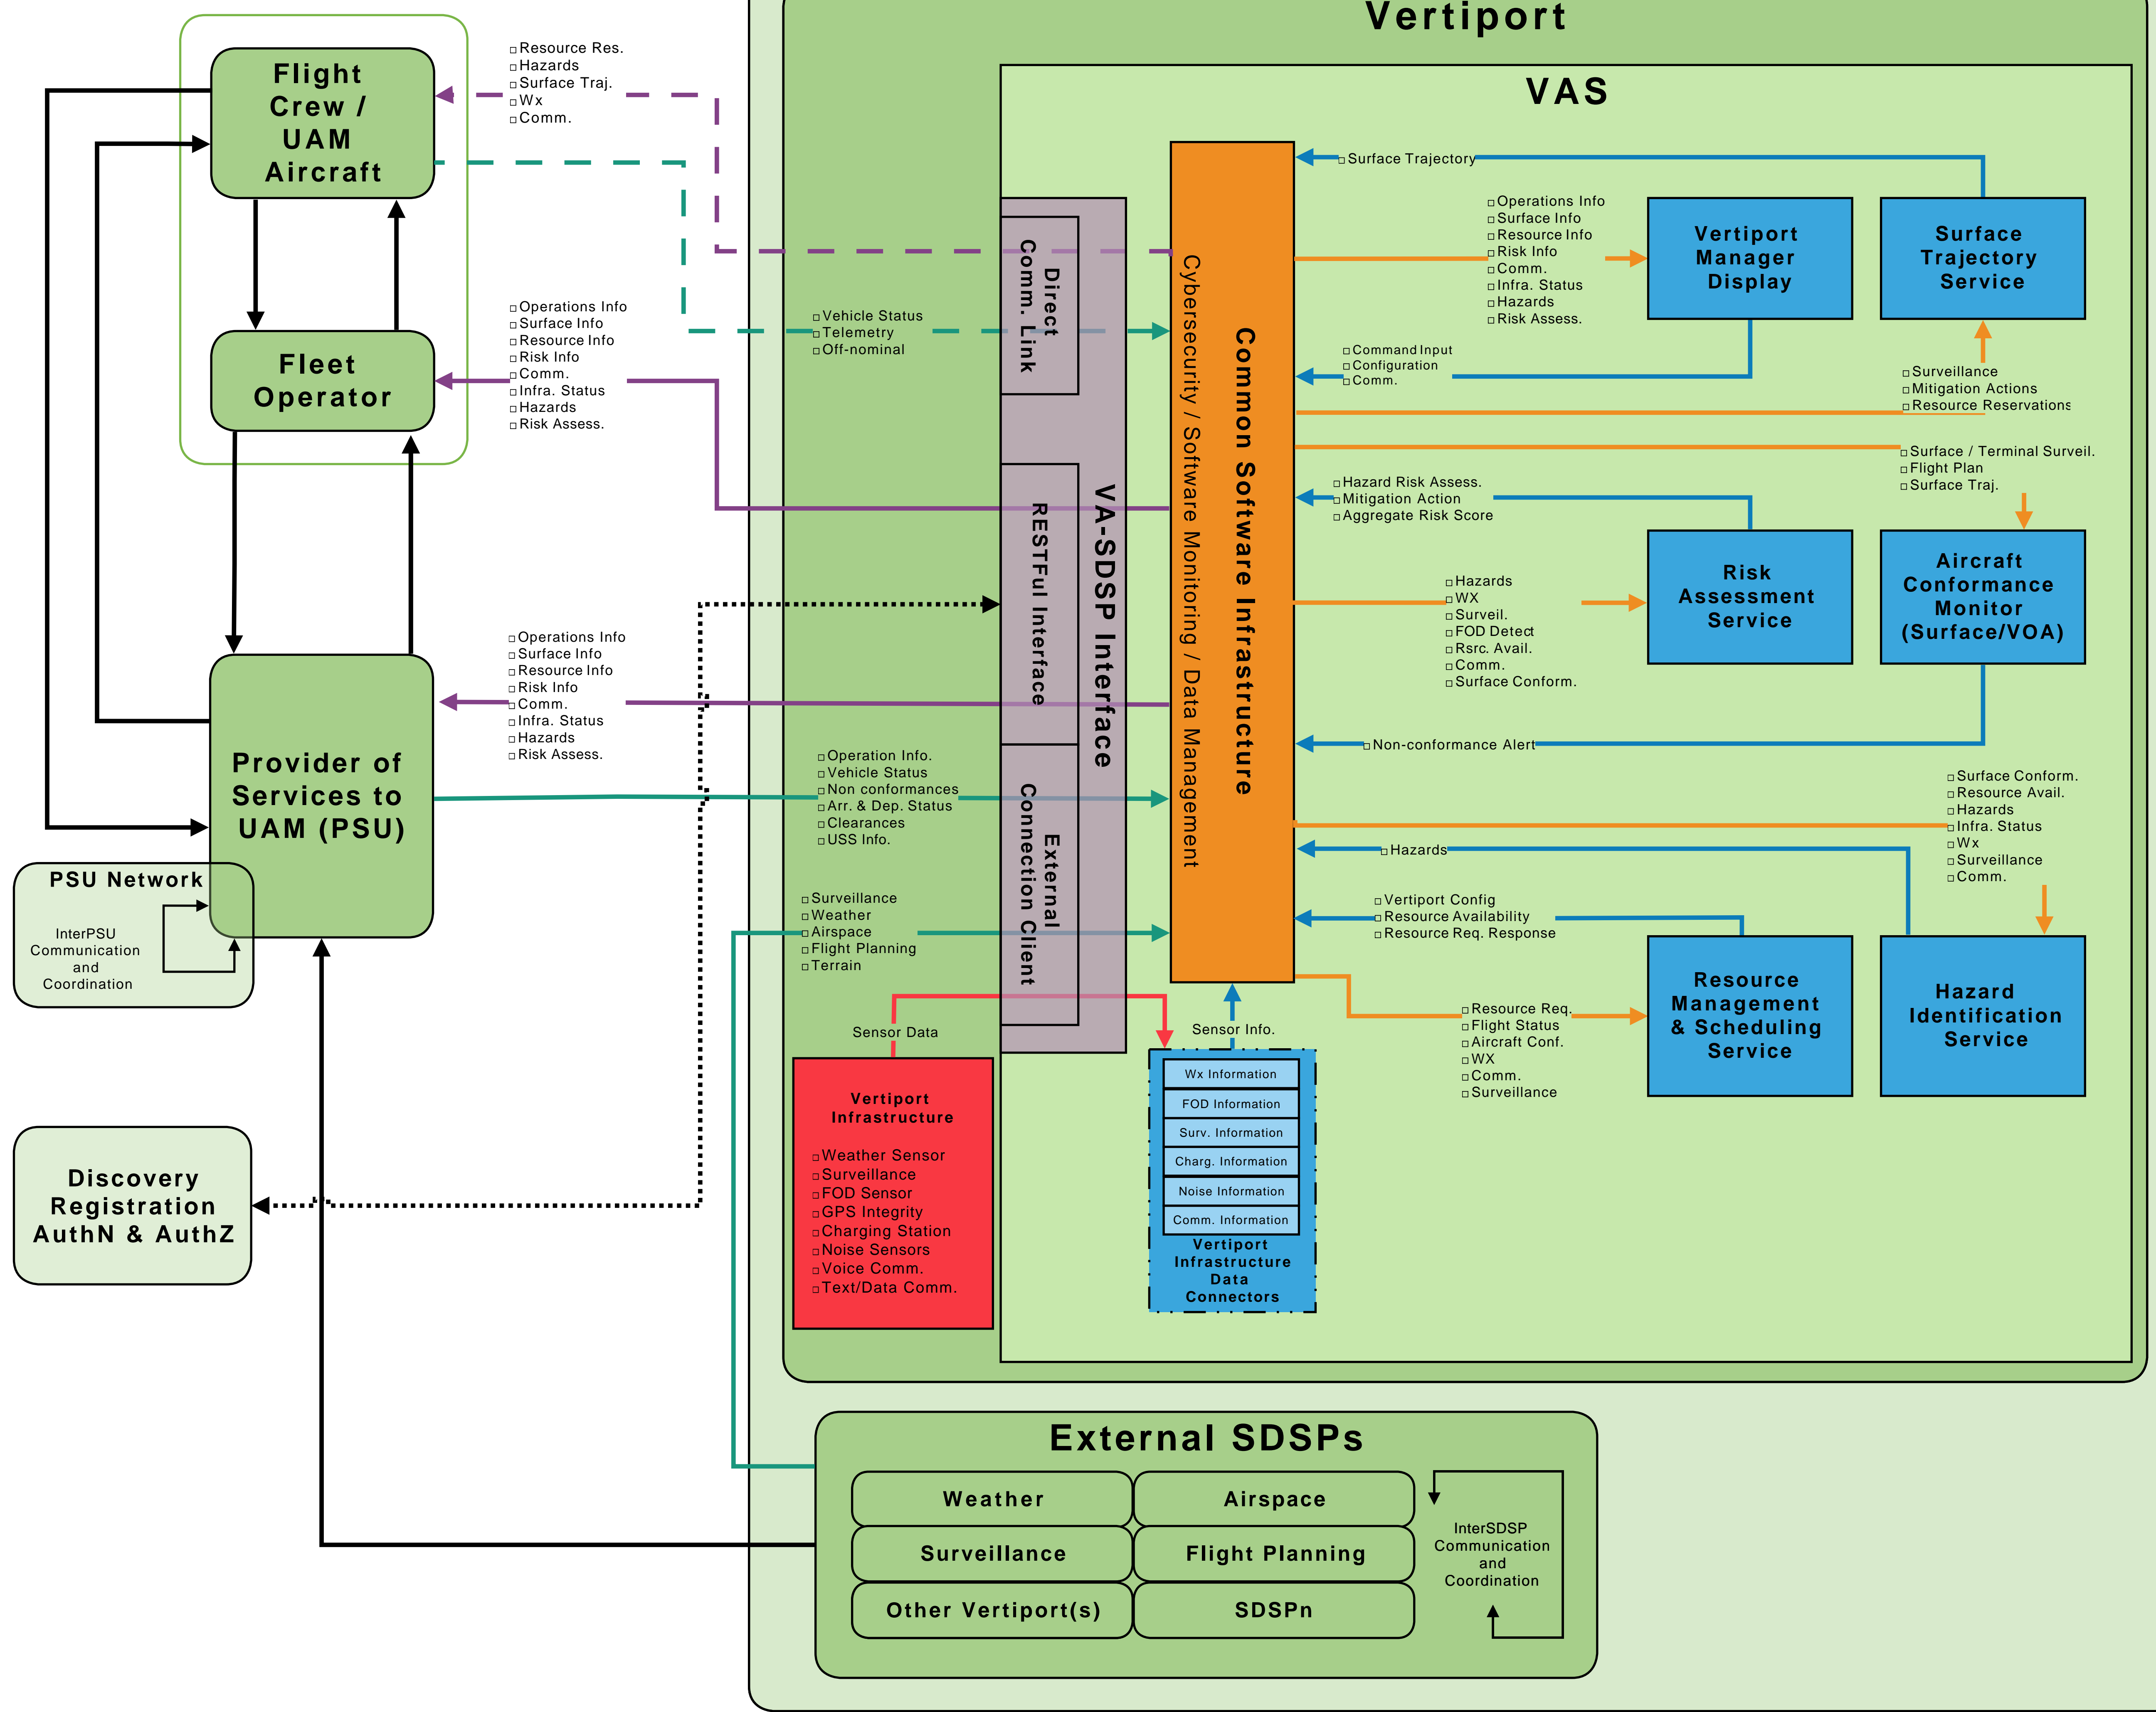 Vertiport
VAS
Flight
Crew /
UAM
Aircraft
Fleet
Operator
Provider of
Services to
UAM (PSU)
PSU Network
InterPSU
Communication
and
Coordination
Discovery
Registration
AuthN & AuthZ
Resource Res.
Hazards
Surface Traj.
Wx
Comm.
Operations Info
Surface Info
Resource Info
Risk Info
Comm.
Infra. Status
Hazards
Risk Assess.
Operations Info
Surface Info
Resource Info
Risk Info
Comm.
Infra. Status
Hazards
Risk Assess.
Vehicle Status
Telemetry
Off-nominal
Operation Info.
Vehicle Status
Non conformances
Arr. & Dep. Status
Clearances
USS Info.
Surveillance
Weather
Airspace
Flight Planning
Terrain
Sensor Data
Vertiport
Infrastructure
Weather Sensor
Surveillance
FOD Sensor
GPS Integrity
Charging Station
Noise Sensors
Voice Comm.
Text/Data Comm.
Direct
Comm. Link
RESTFul Interface
External
Connection Client
VA-SDSP Interface
Common Software Infrastructure
Cybersecurity / Software Monitoring / Data Management
Sensor Info.
Wx Information
FOD Information
Surv. Information
Charg. Information
Noise Information
Comm. Information
Vertiport
Infrastructure
Data
Connectors
Surface Trajectory
Operations Info
Surface Info
Resource Info
Risk Info
Comm.
Infra. Status
Hazards
Risk Assess.
Vertiport
Manager
Display
Surface
Trajectory
Service
Command Input
Configuration
Comm.
Surveillance
Mitigation Actions
Resource Reservations
Surface / Terminal Surveil.
Flight Plan
Surface Traj.
Hazard Risk Assess.
Mitigation Action
Aggregate Risk Score
Hazards
WX
Surveil.
FOD Detect
Rsrc. Avail.
Comm.
Surface Conform.
Risk
Assessment
Service
Aircraft
Conformance
Monitor
(Surface/VOA)
Non-conformance Alert
Surface Conform.
Resource Avail.
Hazards
Infra. Status
Wx
Surveillance
Comm.
Hazards
Vertiport Config
Resource Availability
Resource Req. Response
Resource Req.
Flight Status
Aircraft Conf.
WX
Comm.
Surveillance
Resource
Management
& Scheduling
Service
Hazard
Identification
Service
External SDSPs
Weather
Airspace
Surveillance
Flight Planning
Other Vertiport(s)
SDSPn
InterSDSP
Communication
and
Coordination